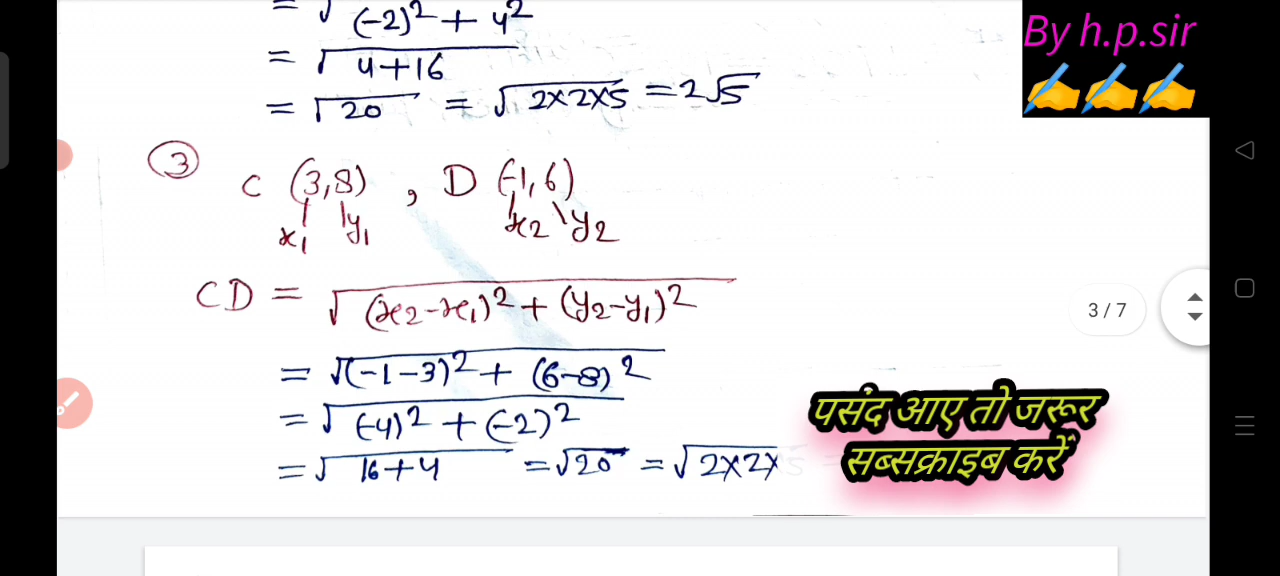 = √(-2)² + 4²
= √4+16
= √20 = √2×2×5 = 2√5
By h.p.sir
✍️✍️✍️
③ C (3,8) , D (-1,6)
x₁ y₁ x₂ y₂
CD = √(x₂-x₁)² + (y₂-y₁)²
3 / 7
= √(-1-3)² + (6-8)²
= √(-4)² + (-2)²
= √16+4 = √20 = √2×2×
पसंद आए तो जरूर
सब्सक्राइब करें